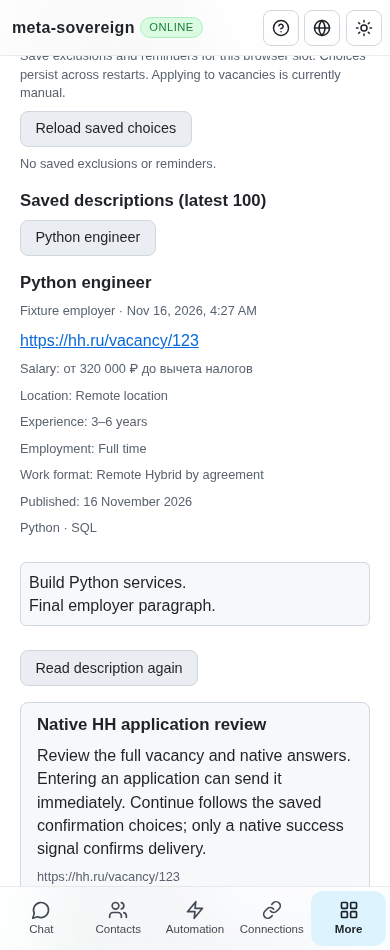 meta-sovereign ONLINE
Save exclusions and reminders for this browser slot. Choices
persist across restarts. Applying to vacancies is currently
manual.
Reload saved choices
No saved exclusions or reminders.
Saved descriptions (latest 100)
Python engineer
Python engineer
Fixture employer · Nov 16, 2026, 4:27 AM
https://hh.ru/vacancy/123
Salary: от 320 000 ₽ до вычета налогов
Location: Remote location
Experience: 3–6 years
Employment: Full time
Work format: Remote Hybrid by agreement
Published: 16 November 2026
Python · SQL
Build Python services.
Final employer paragraph.
Read description again
Native HH application review
Review the full vacancy and native answers.
Entering an application can send it
immediately. Continue follows the saved
confirmation choices; only a native success
signal confirms delivery.
https://hh.ru/vacancy/123
Chat Contacts Automation Connections More